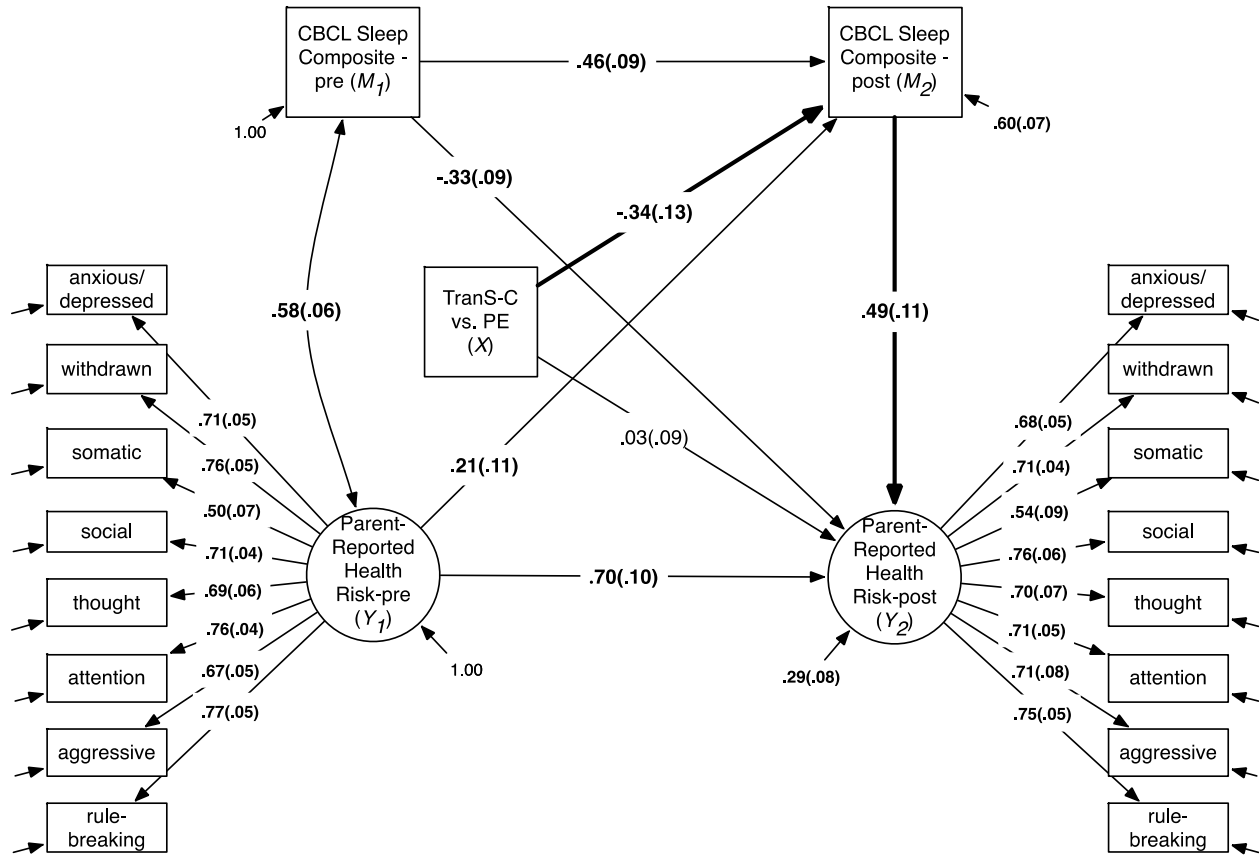 CBCL Sleep
Composite -
pre (M1)
CBCL Sleep
Composite -
post (M2)
.46(.09)
1.00
.60(.07)
-.33(.09)
-.34(.13)
.58(.06)
TranS-C
vs. PE
(X)
.49(.11)
.03(.09)
.21(.11)
anxious/
depressed
withdrawn
somatic
social
thought
attention
aggressive
rule-
breaking
.71(.05)
.76(.05)
.50(.07)
.71(.04)
.69(.06)
.76(.04)
.67(.05)
.77(.05)
Parent-
Reported
Health
Risk-pre
(Y1)
1.00
.70(.10)
Parent-
Reported
Health
Risk-post
(Y2)
.29(.08)
.68(.05)
.71(.04)
.54(.09)
.76(.06)
.70(.07)
.71(.05)
.71(.08)
.75(.05)
anxious/
depressed
withdrawn
somatic
social
thought
attention
aggressive
rule-
breaking